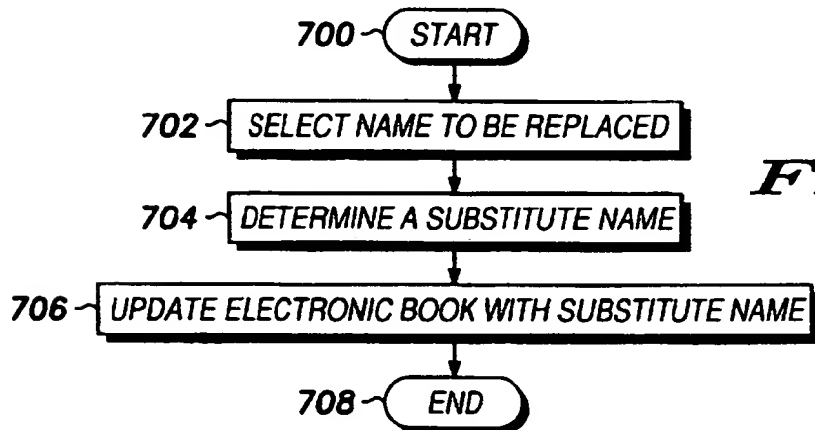 700 START
702 SELECT NAME TO BE REPLACED
704 DETERMINE A SUBSTITUTE NAME
706 UPDATE ELECTRONIC BOOK WITH SUBSTITUTE NAME
708 END